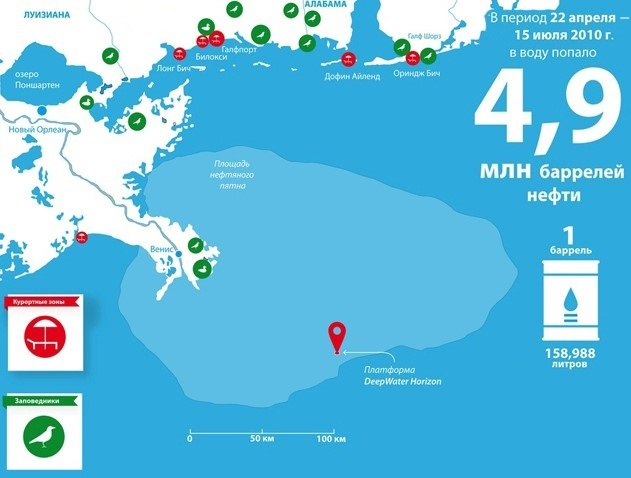 ЛУИЗИАНА
АЛАБАМА
Галф Шорз
Галфпорт
Билокси
Лонг Бич
Дофин Айленд
Ориндж Бич
озеро
Поншартен
Новый Орлеан
Венис
Площадь
нефтяного
пятна
В период 22 апреля —
15 июля 2010 г.
в воду попало
4,9
млн баррелей
нефти
1
баррель
158,988
литров
Курортные зоны
Заповедники
Платформа
DeepWater Horizon
0 50 км 100 км